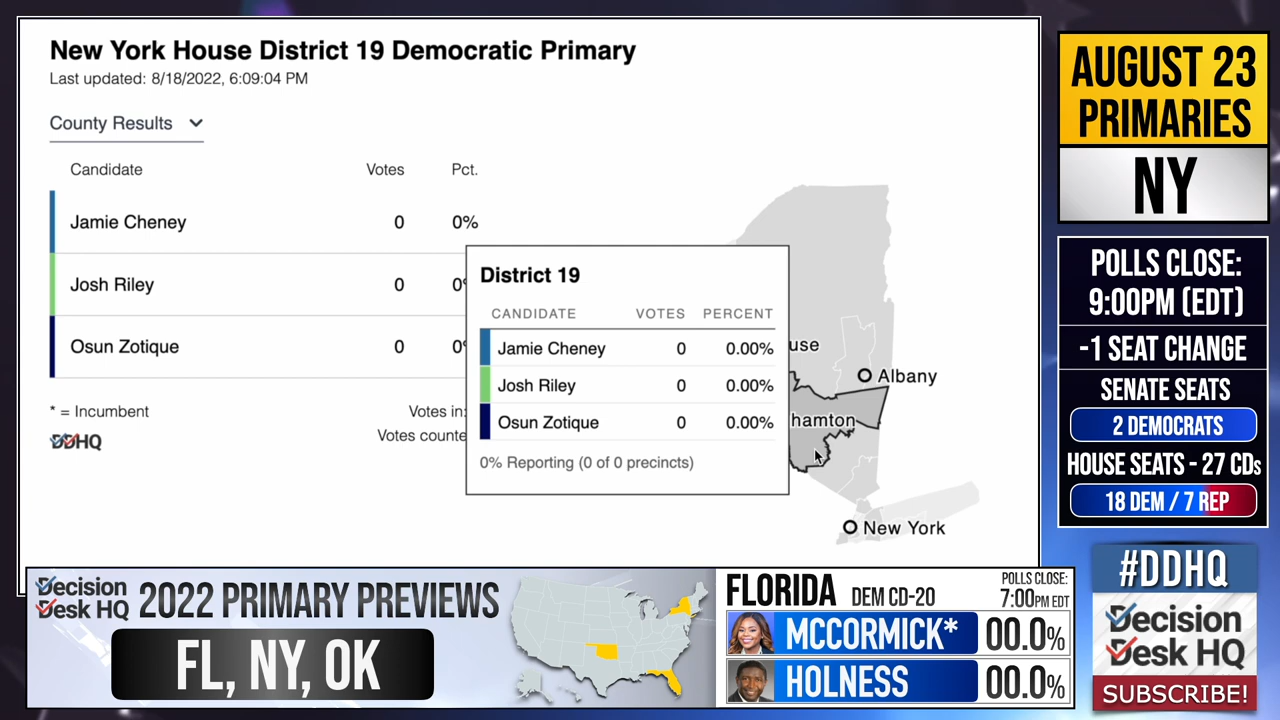 New York House District 19 Democratic Primary
Last updated: 8/18/2022, 6:09:04 PM
County Results
Candidate Votes Pct.
Jamie Cheney 0 0%
Josh Riley 0 0%
Osun Zotique 0 0%
* = Incumbent Votes in:
DDHQ Votes counte
District 19
CANDIDATE VOTES PERCENT
Jamie Cheney 0 0.00%
Josh Riley 0 0.00%
Osun Zotique 0 0.00%
0% Reporting (0 of 0 precincts)
use
Albany
hamton
New York
AUGUST 23
PRIMARIES
NY
POLLS CLOSE:
9:00PM (EDT)
-1 SEAT CHANGE
SENATE SEATS
2 DEMOCRATS
HOUSE SEATS - 27 CDs
18 DEM / 7 REP
#DDHQ
Decision
Desk HQ
SUBSCRIBE!
Decision
Desk HQ
2022 PRIMARY PREVIEWS
FL, NY, OK
FLORIDA DEM CD-20
POLLS CLOSE:
7:00PM EDT
MCCORMICK* 00.0%
HOLNESS 00.0%